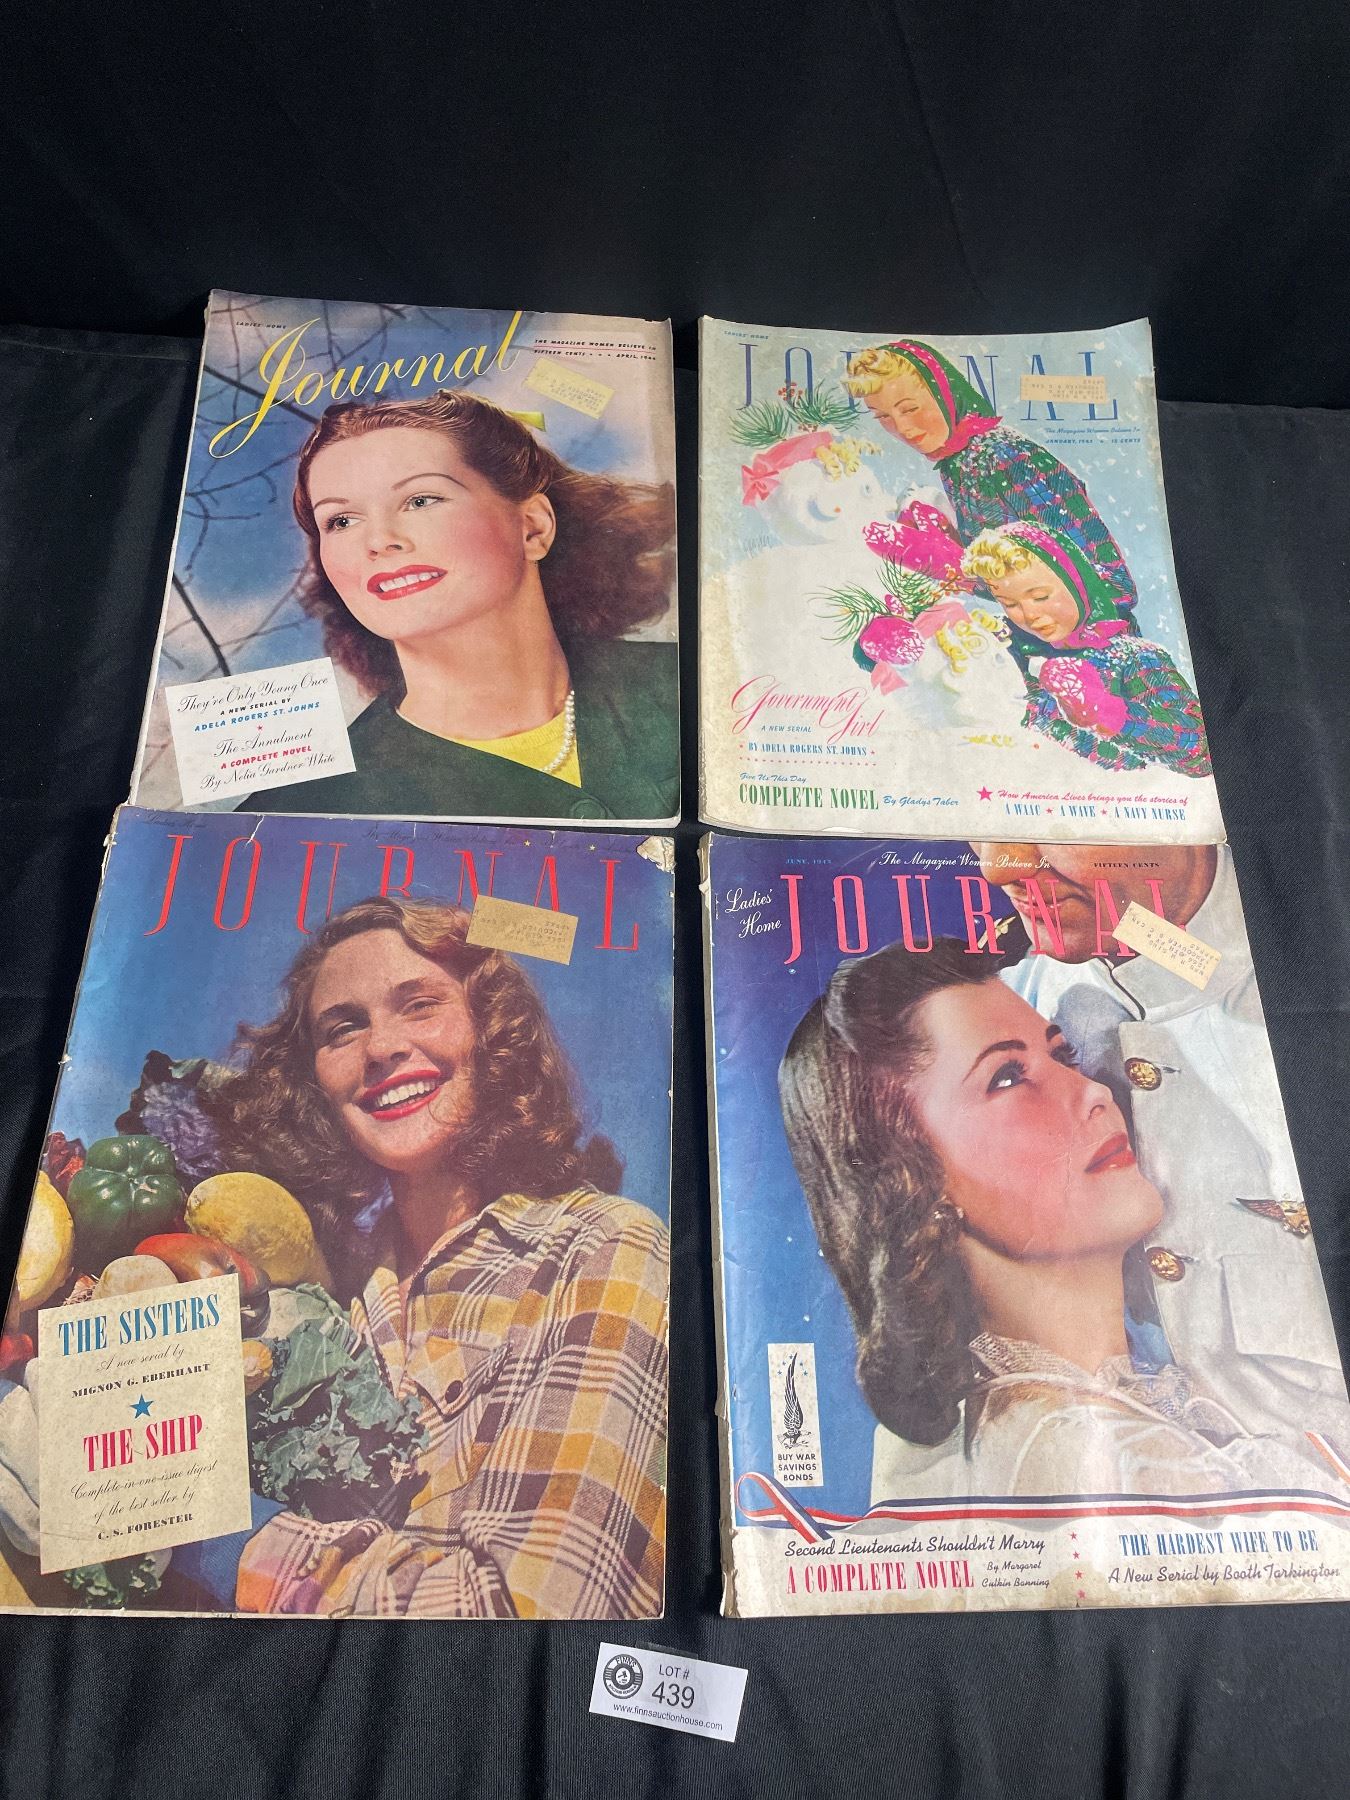 LADIES' HOME
Journal
THE MAGAZINE WOMEN BELIEVE IN
FIFTEEN CENTS APRIL, 1944
They're Only Young Once
A NEW SERIAL BY
ADELA ROGERS ST. JOHNS
The Annulment
A COMPLETE NOVEL
By Nelia Gardner White
LADIES' HOME
JOURNAL
The Magazine Women Believe In
JANUARY, 1943 15 CENTS
Government Girl
A NEW SERIAL
BY ADELA ROGERS ST. JOHNS
Give Us This Day
COMPLETE NOVEL By Gladys Taber
How America Lives brings you the stories of
A WAAC ★ A WAVE ★ A NAVY NURSE
JOURNAL
THE SISTERS
A new serial by
MIGNON G. EBERHART
THE SHIP
Complete-in-one-issue digest
of the best seller by
C. S. FORESTER
JUNE, 1943 The Magazine Women Believe In FIFTEEN CENTS
Ladies'
Home
JOURNAL
BUY WAR
SAVINGS
BONDS
Second Lieutenants Shouldn't Marry
A COMPLETE NOVEL By Margaret
Culkin Banning
THE HARDEST WIFE TO BE
A New Serial by Booth Tarkington
FINN'S
LOT #
439
www.finnsauctionhouse.com